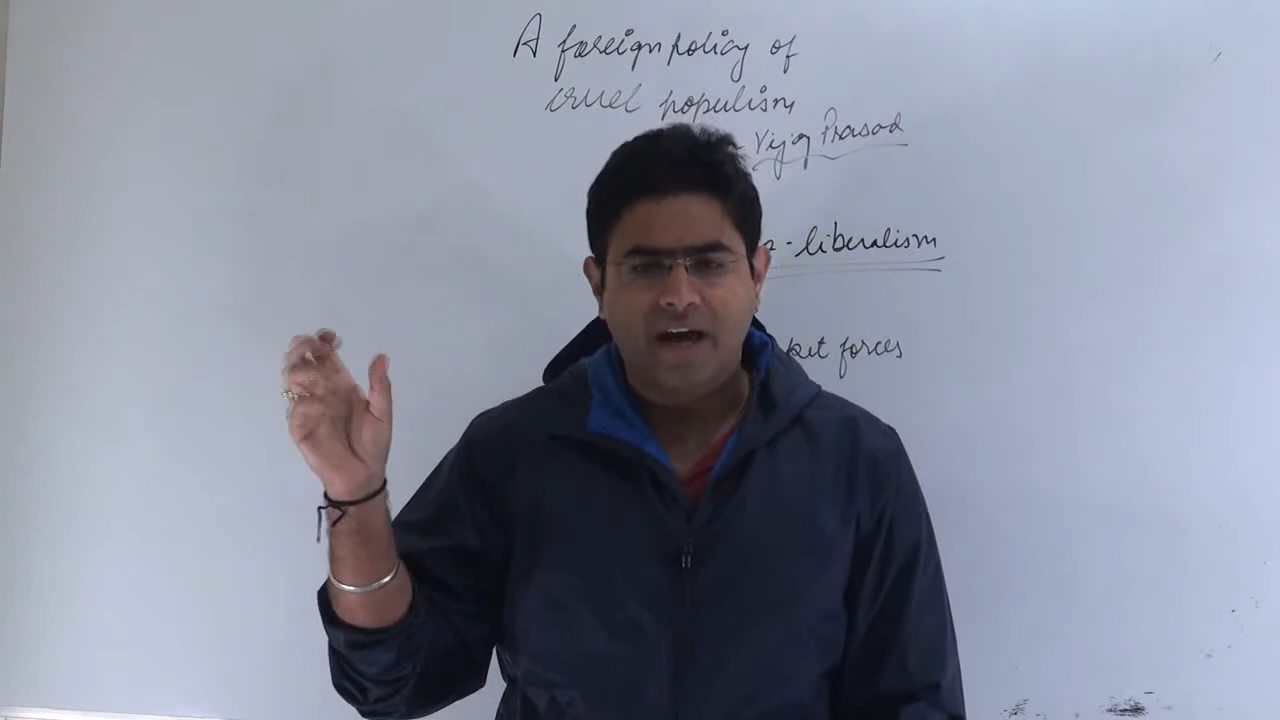 A foreign policy of
cruel populism
- Vijay Prasad
-liberalism
forces